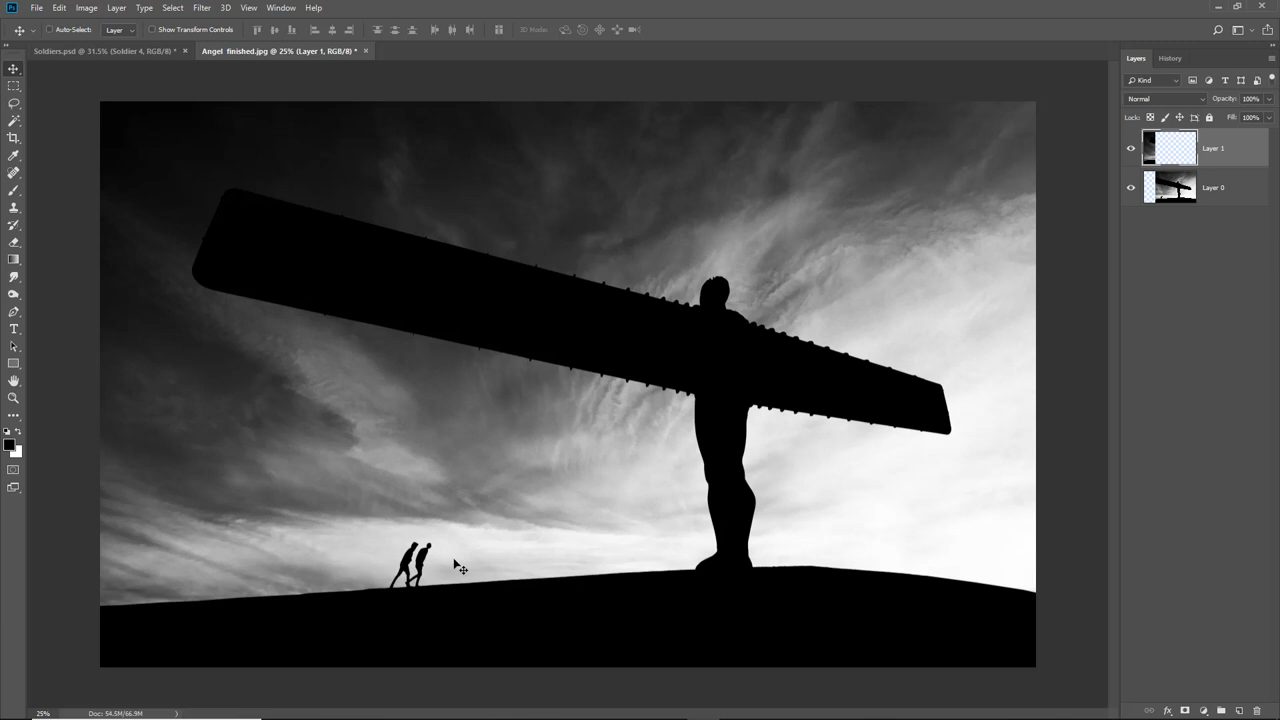 Ps File Edit Image Layer Type Select Filter 3D View Window Help
Auto-Select: Layer Show Transform Controls 3D Mode:
Soldiers.psd @ 31.5% (Soldier 4, RGB/8) * × Angel finished.jpg @ 25% (Layer 1, RGB/8) * ×
Layers History
Kind
Normal Opacity: 100%
Lock: Fill: 100%
Layer 1
Layer 0
25% Doc: 54.5M/66.9M